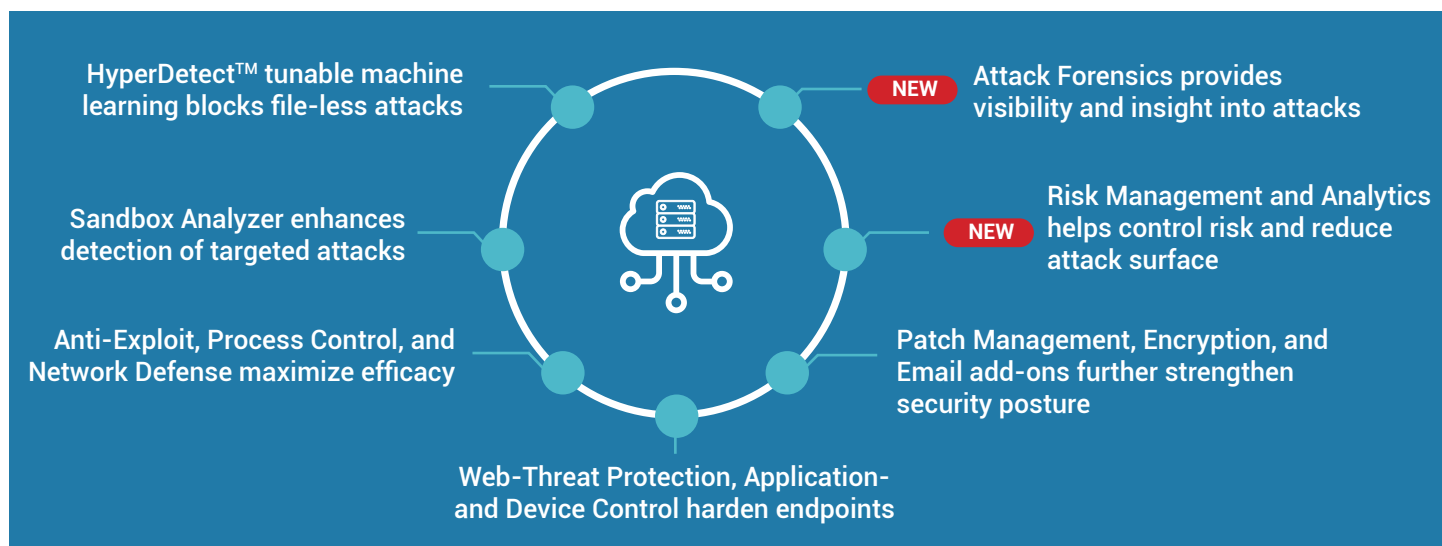 HyperDetect™ tunable machine
learning blocks file-less attacks
NEW
Attack Forensics provides
visibility and insight into attacks
Sandbox Analyzer enhances
detection of targeted attacks
NEW
Risk Management and Analytics
helps control risk and reduce
attack surface
Anti-Exploit, Process Control, and
Network Defense maximize efficacy
Patch Management, Encryption, and
Email add-ons further strengthen
security posture
Web-Threat Protection, Application-
and Device Control harden endpoints